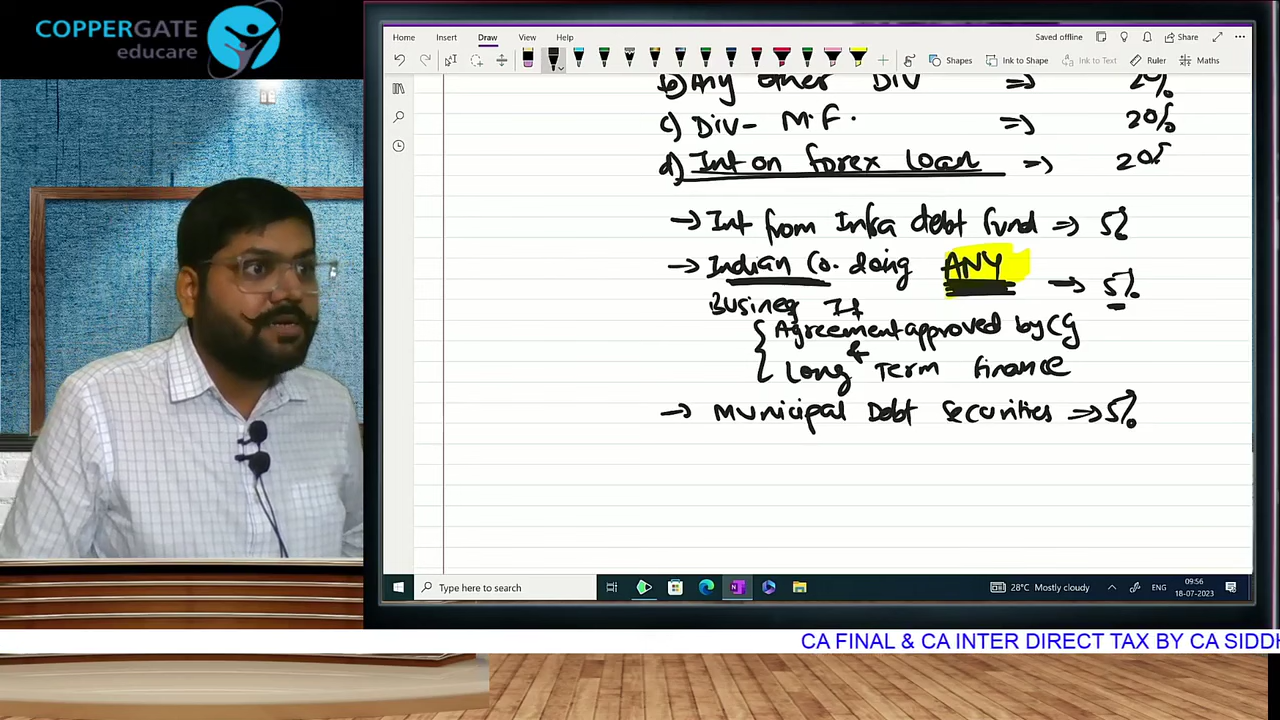 COPPERGATE
educare
Home Insert Draw View Help
Saved offline
Share
Shapes
Ink to Shape
Ink to Text
Ruler
Maths
b) Any other DIV => 20%
c) Div- M.F. => 20%
d) Int on forex loan => 20%
→ Int from Infra debt fund => 5%
→ Indian Co. doing ANY → 5%
Business If
Agreement approved by CG
&
Long Term finance
→ Municipal Debt Securities => 5%
Type here to search
28°C Mostly cloudy
ENG
09:56
18-07-2023
CA FINAL & CA INTER DIRECT TAX BY CA SIDDH